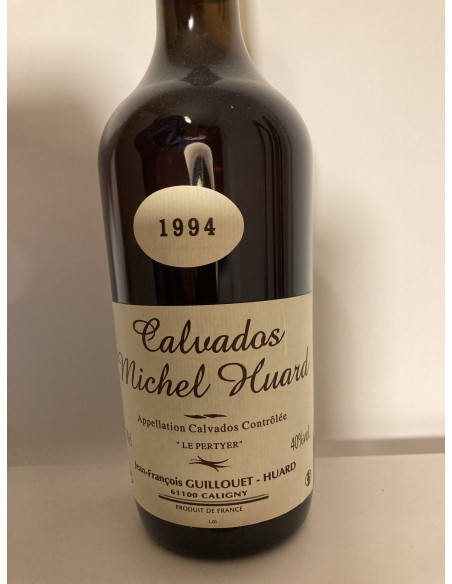 1994
Calvados
Michel Huard
Appellation Calvados Contrôlée
"LE PERTYER"
40%vol.
Jean-François GUILLOUET - HUARD
61100 CALIGNY
PRODUIT DE FRANCE